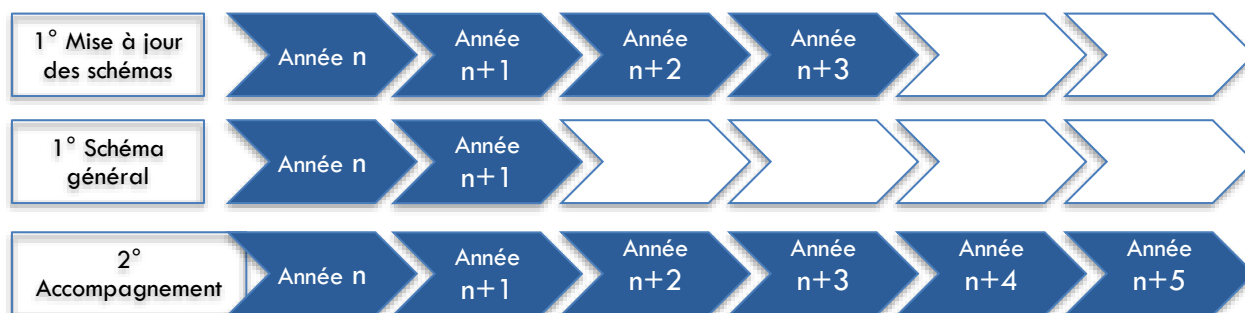 1° Mise à jour
des schémas
Année n
Année
n+1
Année
n+2
Année
n+3
1° Schéma
général
Année n
Année
n+1
2°
Accompagnement
Année n
Année
n+1
Année
n+2
Année
n+3
Année
n+4
Année
n+5